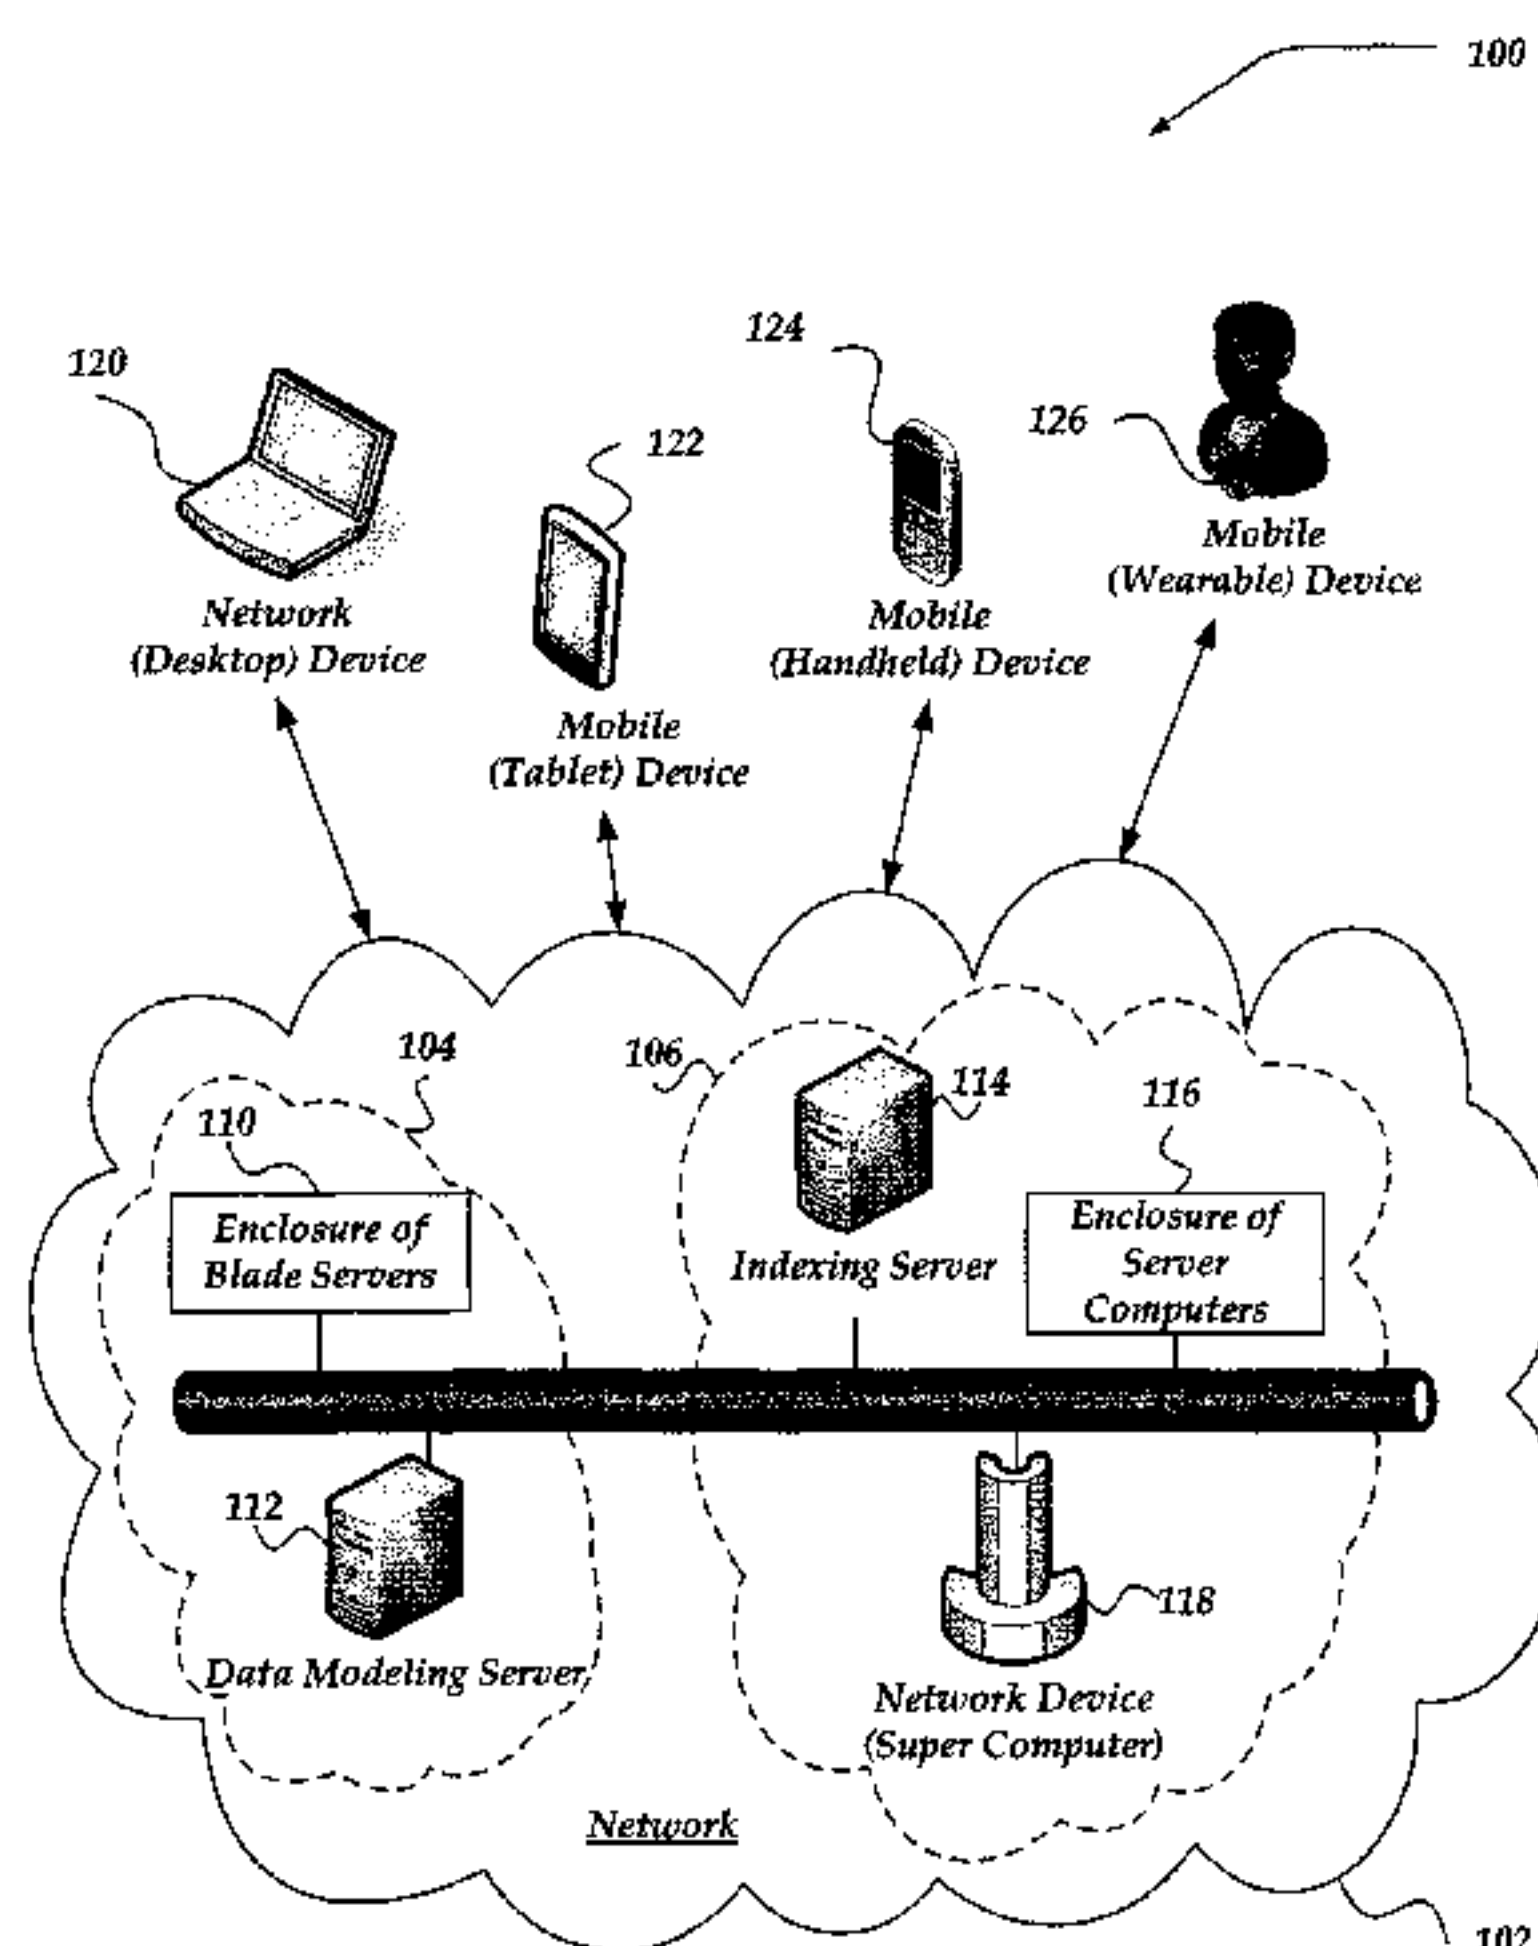 100
120
122
124
126
Network
(Desktop) Device
Mobile
(Tablet) Device
Mobile
(Handheld) Device
Mobile
(Wearable) Device
104
106
110
114
116
Enclosure of
Blade Servers
Indexing Server
Enclosure of
Server
Computers
112
118
Data Modeling Server
Network Device
(Super Computer)
Network
102